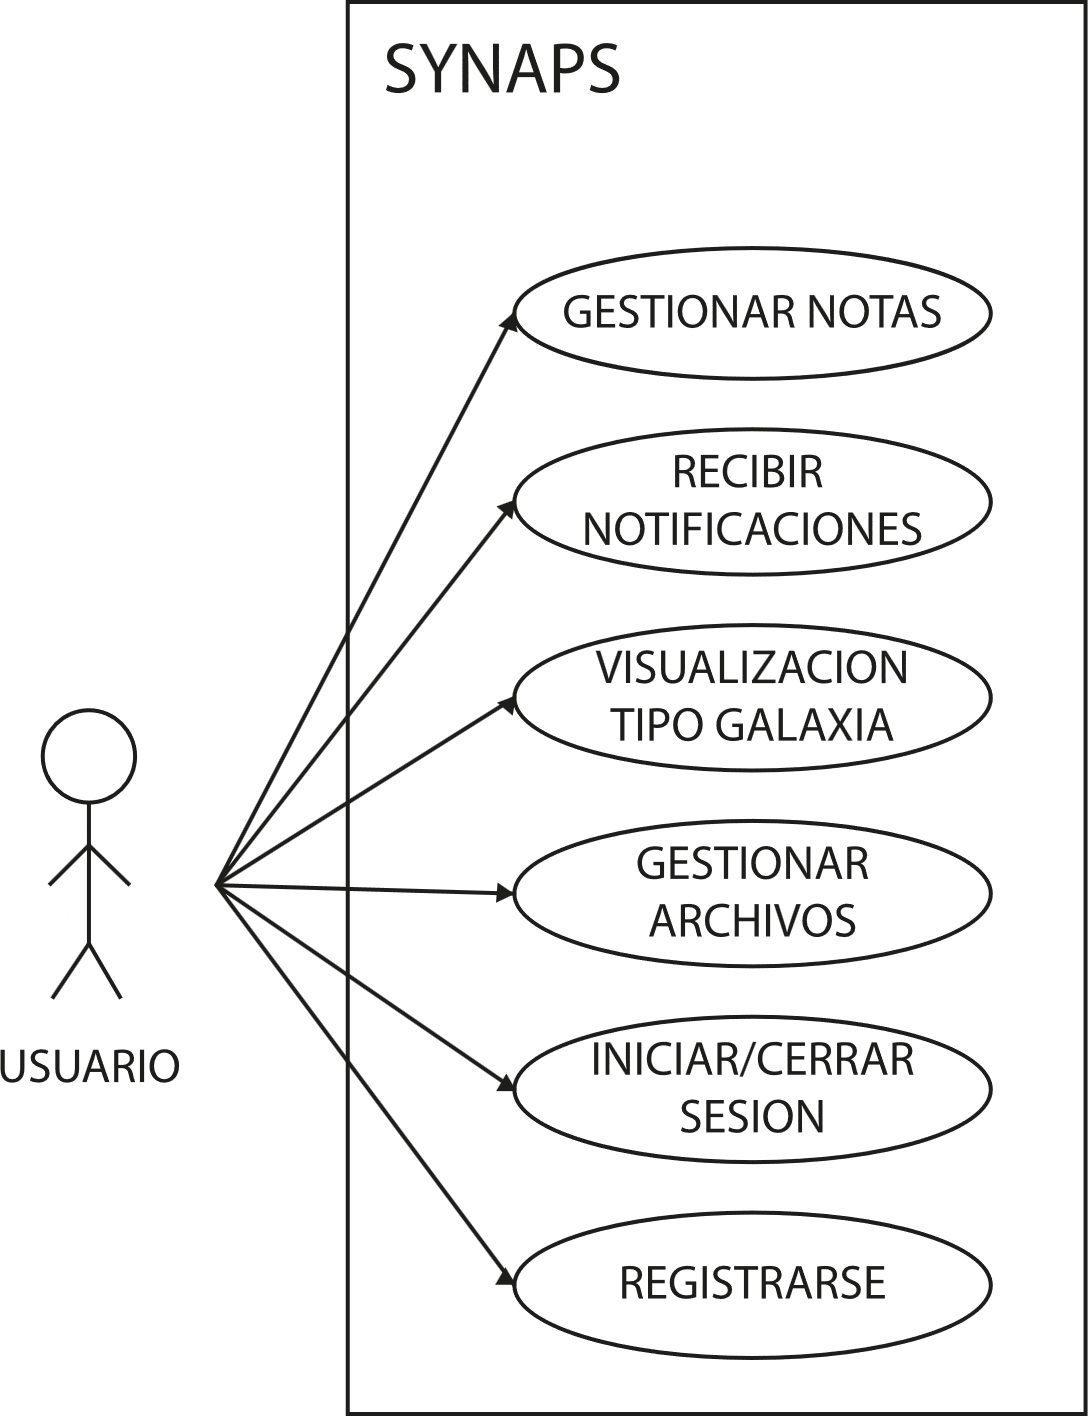 SYNAPS
GESTIONAR NOTAS
RECIBIR
NOTIFICACIONES
VISUALIZACION
TIPO GALAXIA
GESTIONAR
ARCHIVOS
INICIAR/CERRAR
SESION
REGISTRARSE
USUARIO